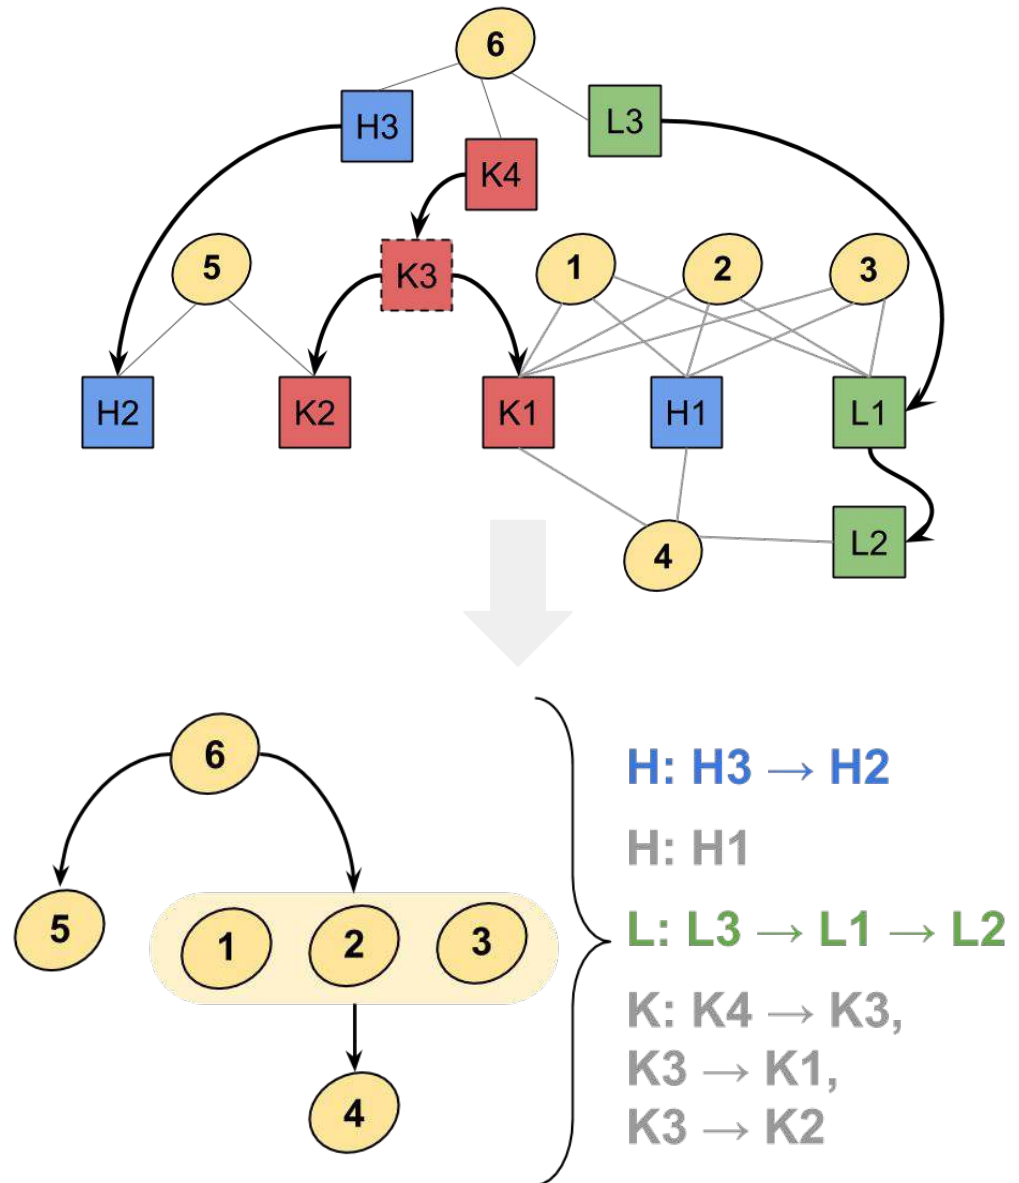 6
H3
L3
K4
5
K3
1
2
3
H2
K2
K1
H1
L1
4
L2
6
5
1
2
3
4
H: H3 → H2
H: H1
L: L3 → L1 → L2
K: K4 → K3,
K3 → K1,
K3 → K2